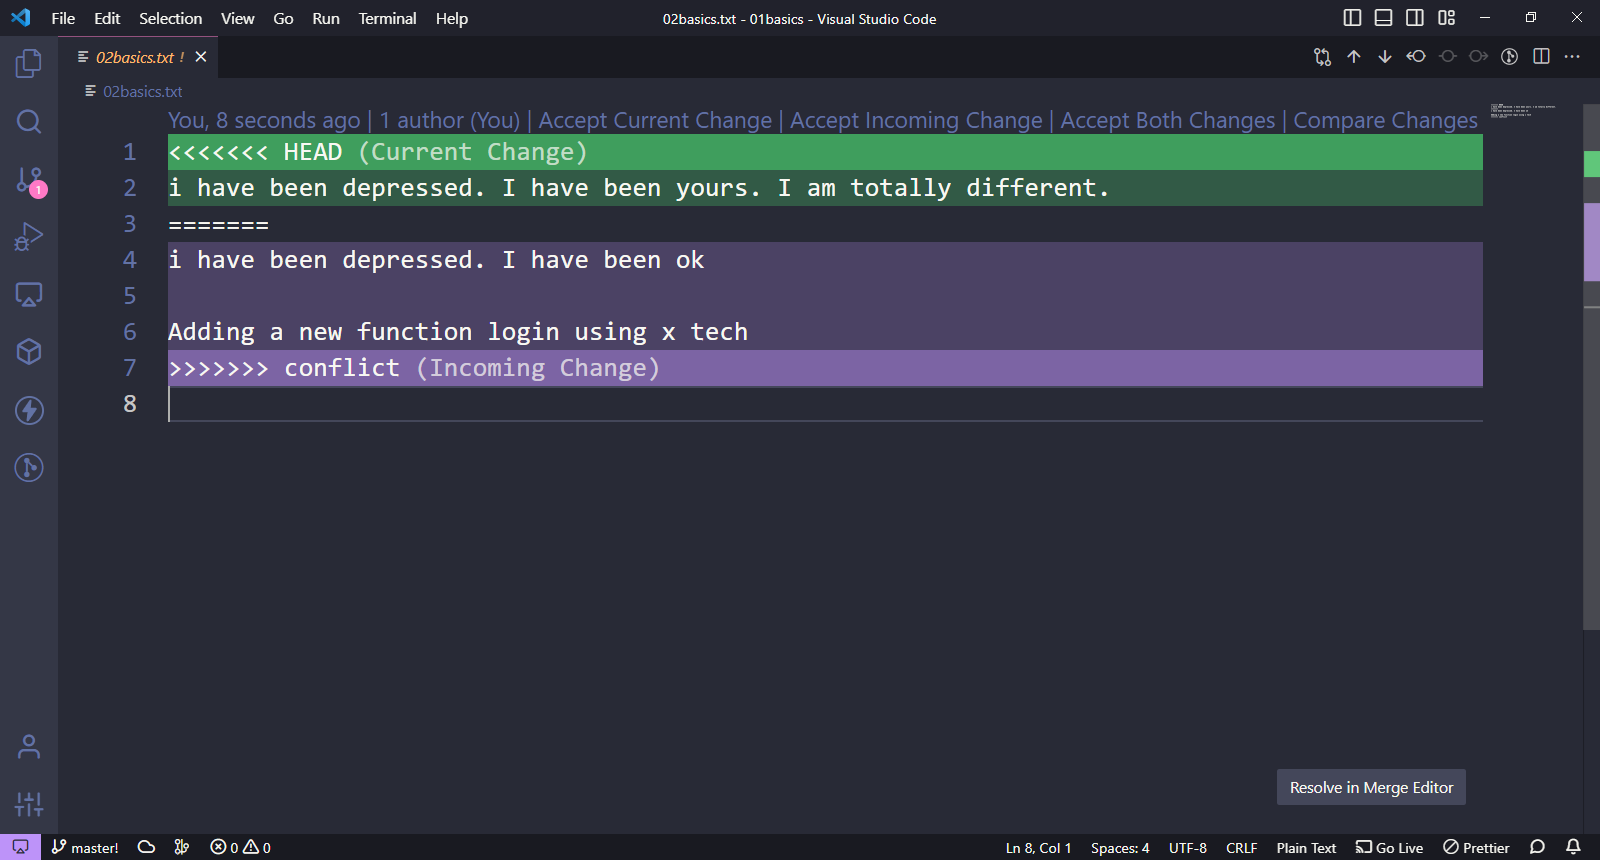 File Edit Selection View Go Run Terminal Help
02basics.txt - 01basics - Visual Studio Code
02basics.txt !
02basics.txt
You, 8 seconds ago | 1 author (You) | Accept Current Change | Accept Incoming Change | Accept Both Changes | Compare Changes
1 <<<<<<< HEAD (Current Change)
2 i have been depressed. I have been yours. I am totally different.
3 =======
4 i have been depressed. I have been ok
5
6 Adding a new function login using x tech
7 >>>>>>> conflict (Incoming Change)
8
1
Resolve in Merge Editor
master! 0 0 Ln 8, Col 1 Spaces: 4 UTF-8 CRLF Plain Text Go Live Prettier